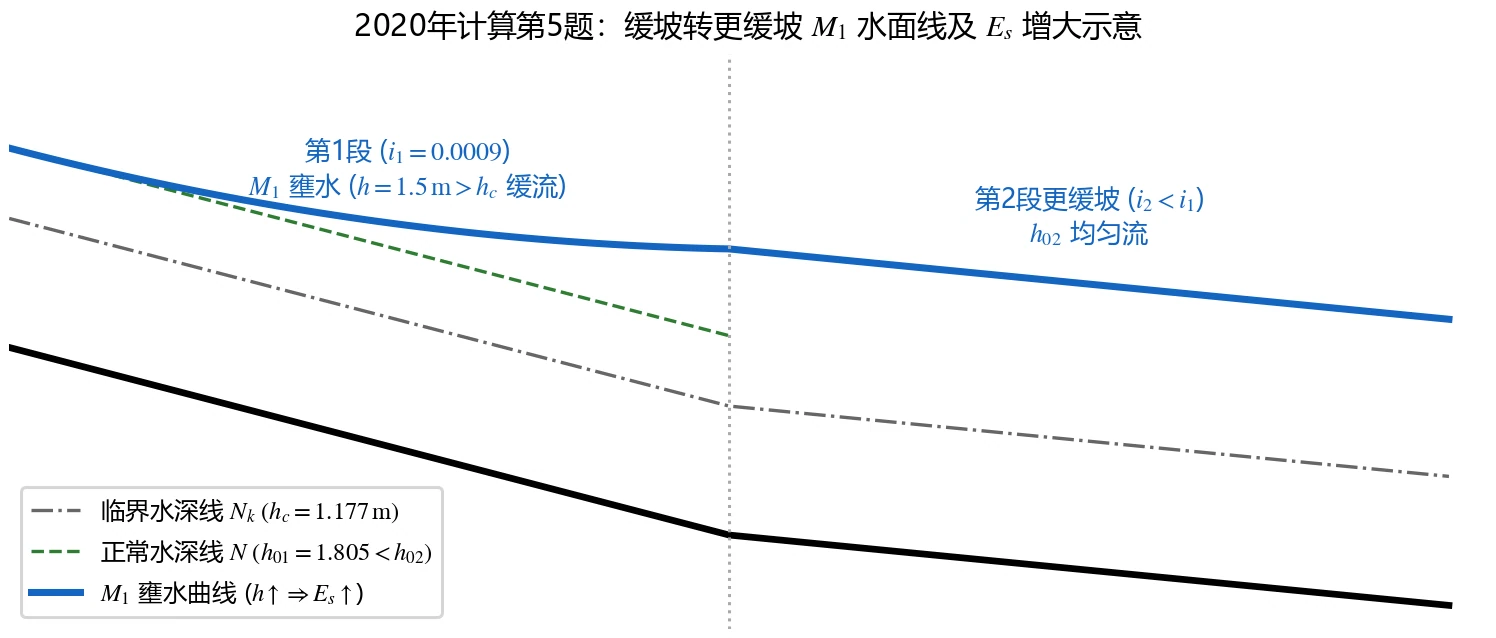 2020年计算第5题：缓坡转更缓坡 M₁ 水面线及 Eₛ 增大示意
第1段 (i₁ = 0.0009)
M₁ 壅水 (h = 1.5 m > h_c 缓流)
第2段更缓坡 (i₂ < i₁)
h₀₂ 均匀流
临界水深线 N_k (h_c = 1.177 m)
正常水深线 N (h₀₁ = 1.805 < h₀₂)
M₁ 壅水曲线 (h↑ ⇒ Eₛ↑)